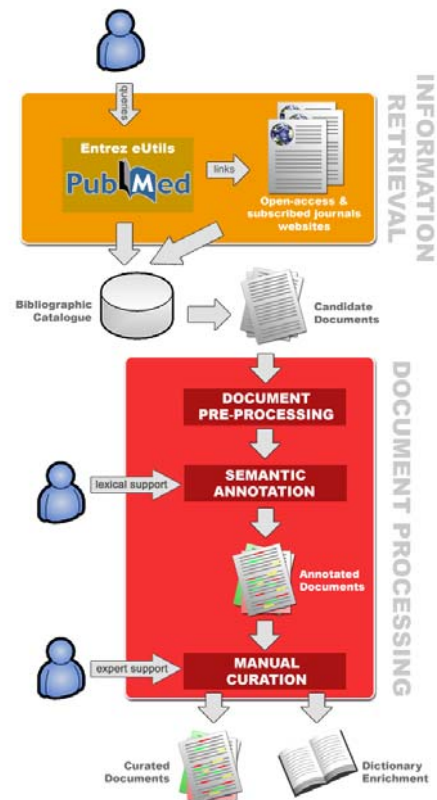 queries
INFORMATION
RETRIEVAL
Entrez eUtils
PubMed
links
Open-access &
subscribed journals
websites
Bibliographic
Catalogue
Candidate
Documents
DOCUMENT PROCESSING
DOCUMENT
PRE-PROCESSING
lexical support
SEMANTIC
ANNOTATION
Annotated
Documents
expert support
MANUAL
CURATION
Curated
Documents
Dictionary
Enrichment